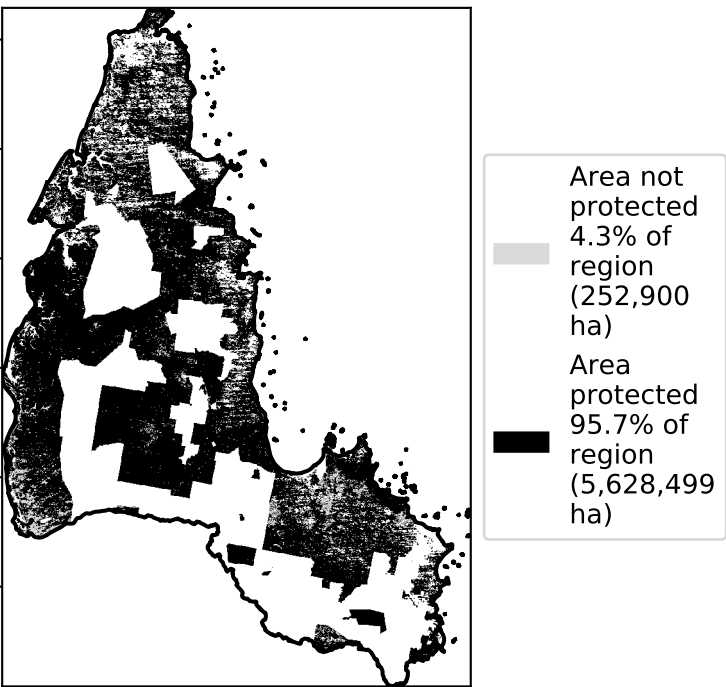 Area not
protected
4.3% of
region
(252,900
ha)
Area
protected
95.7% of
region
(5,628,499
ha)